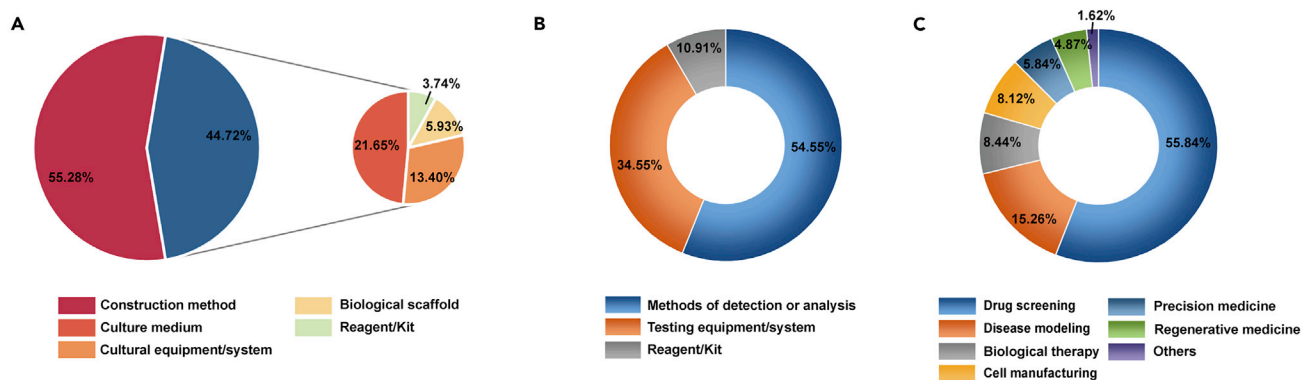 A
55.28%
44.72%
3.74%
5.93%
21.65%
13.40%
Construction method
Culture medium
Cultural equipment/system
Biological scaffold
Reagent/Kit
B
10.91%
34.55%
54.55%
Methods of detection or analysis
Testing equipment/system
Reagent/Kit
C
1.62%
4.87%
5.84%
8.12%
8.44%
55.84%
15.26%
Drug screening
Disease modeling
Biological therapy
Cell manufacturing
Precision medicine
Regenerative medicine
Others